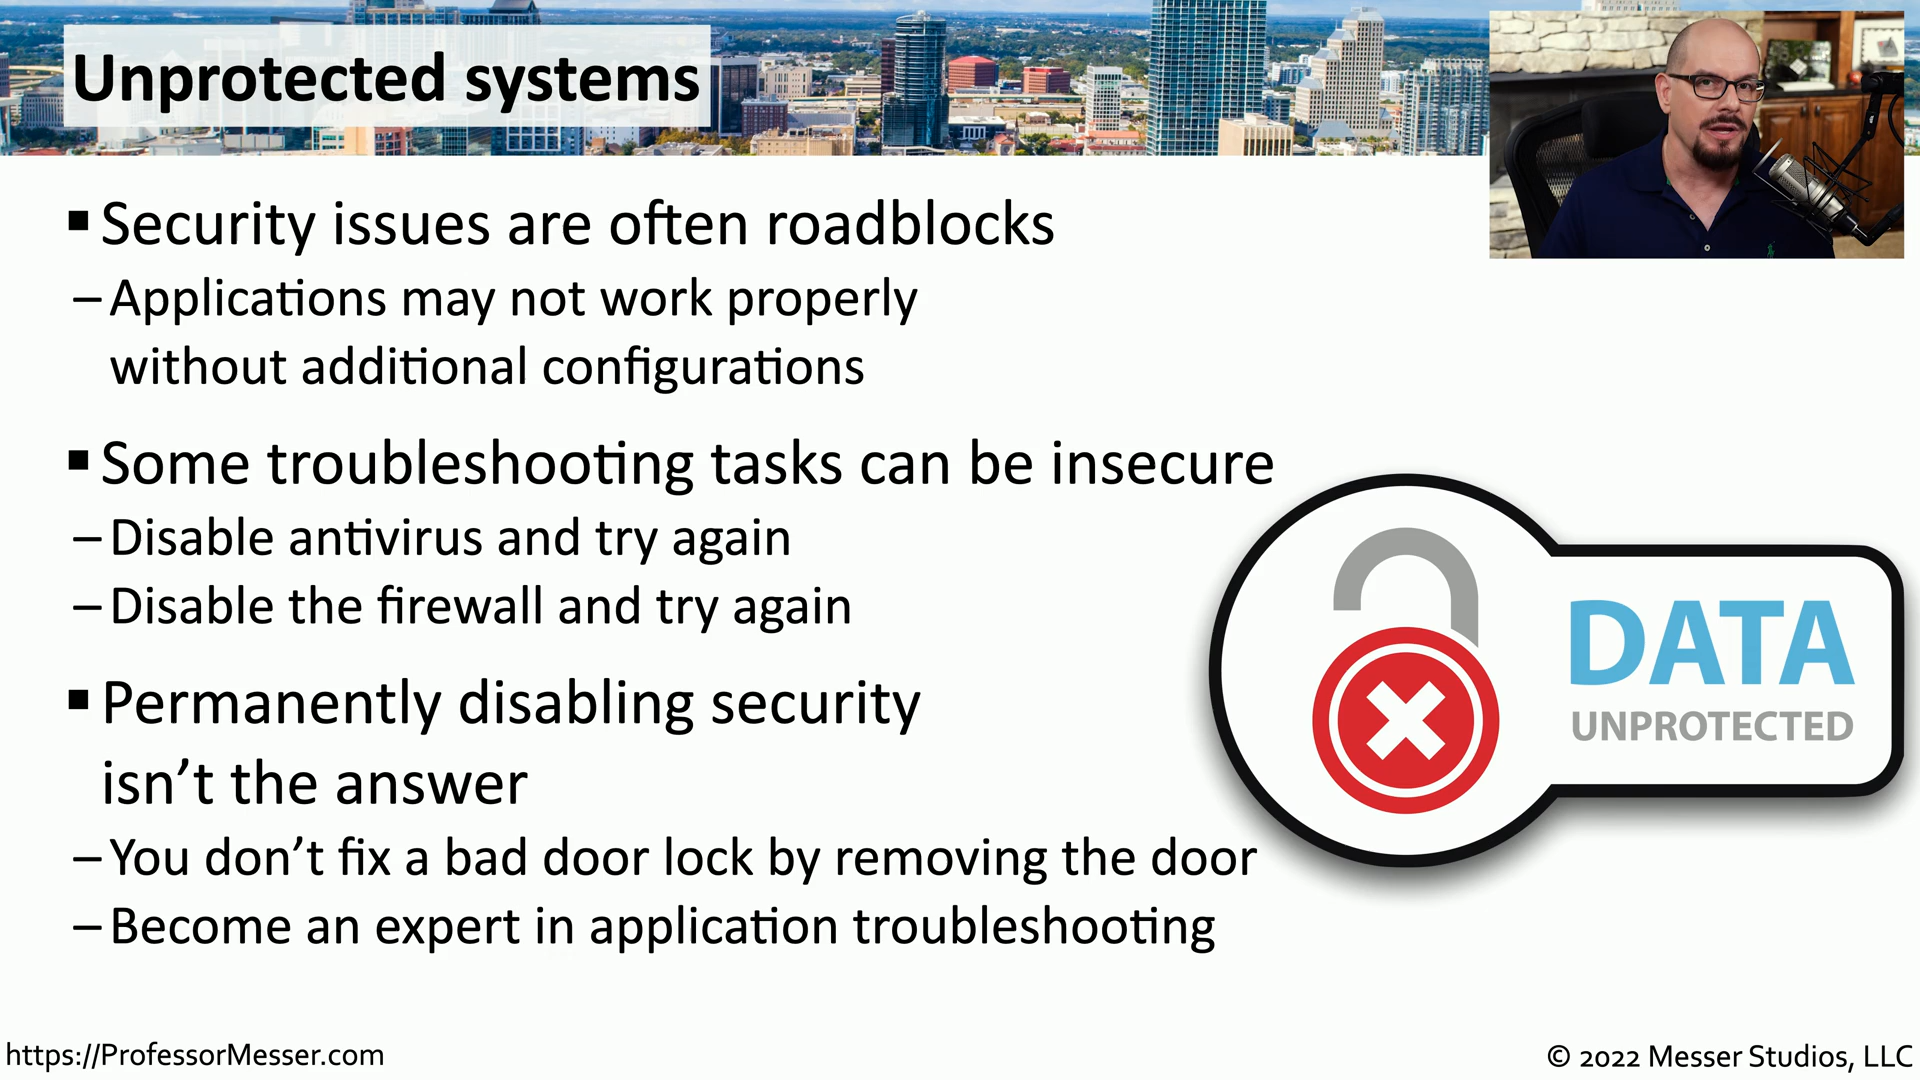 Unprotected systems
▪ Security issues are often roadblocks
– Applications may not work properly
without additional configurations
▪ Some troubleshooting tasks can be insecure
– Disable antivirus and try again
– Disable the firewall and try again
▪ Permanently disabling security
isn’t the answer
– You don’t fix a bad door lock by removing the door
– Become an expert in application troubleshooting
DATA
UNPROTECTED
https://ProfessorMesser.com
© 2022 Messer Studios, LLC